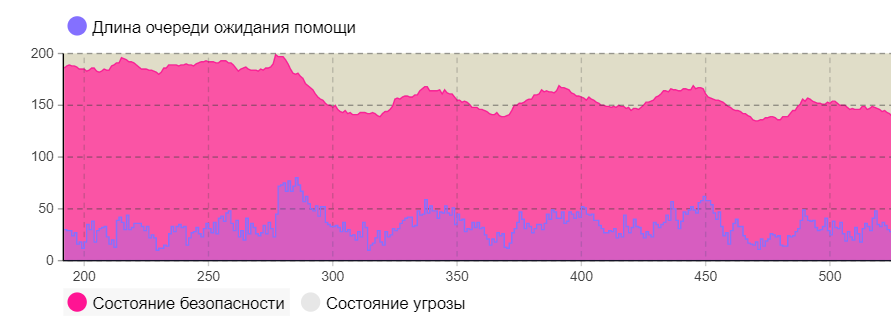 Длина очереди ожидания помощи
200
150
100
50
0
200 250 300 350 400 450 500
Состояние безопасности Состояние угрозы